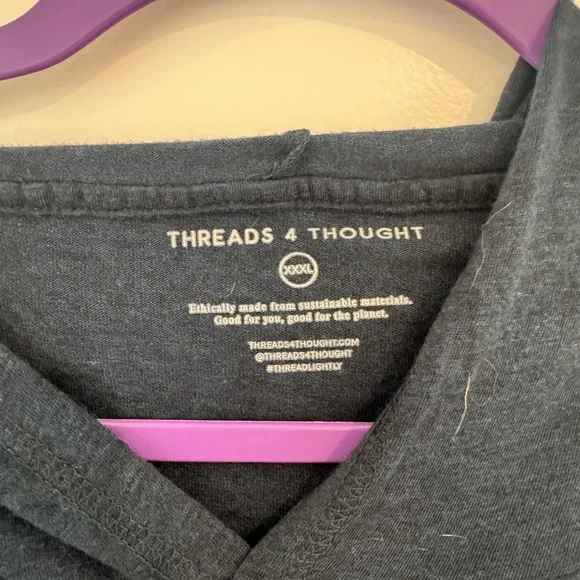 THREADS 4 THOUGHT
XXXL
Ethically made from sustainable materials.
Good for you, good for the planet.
THREADS4THOUGHT.COM
@THREADS4THOUGHT
#THREADLIGHTLY